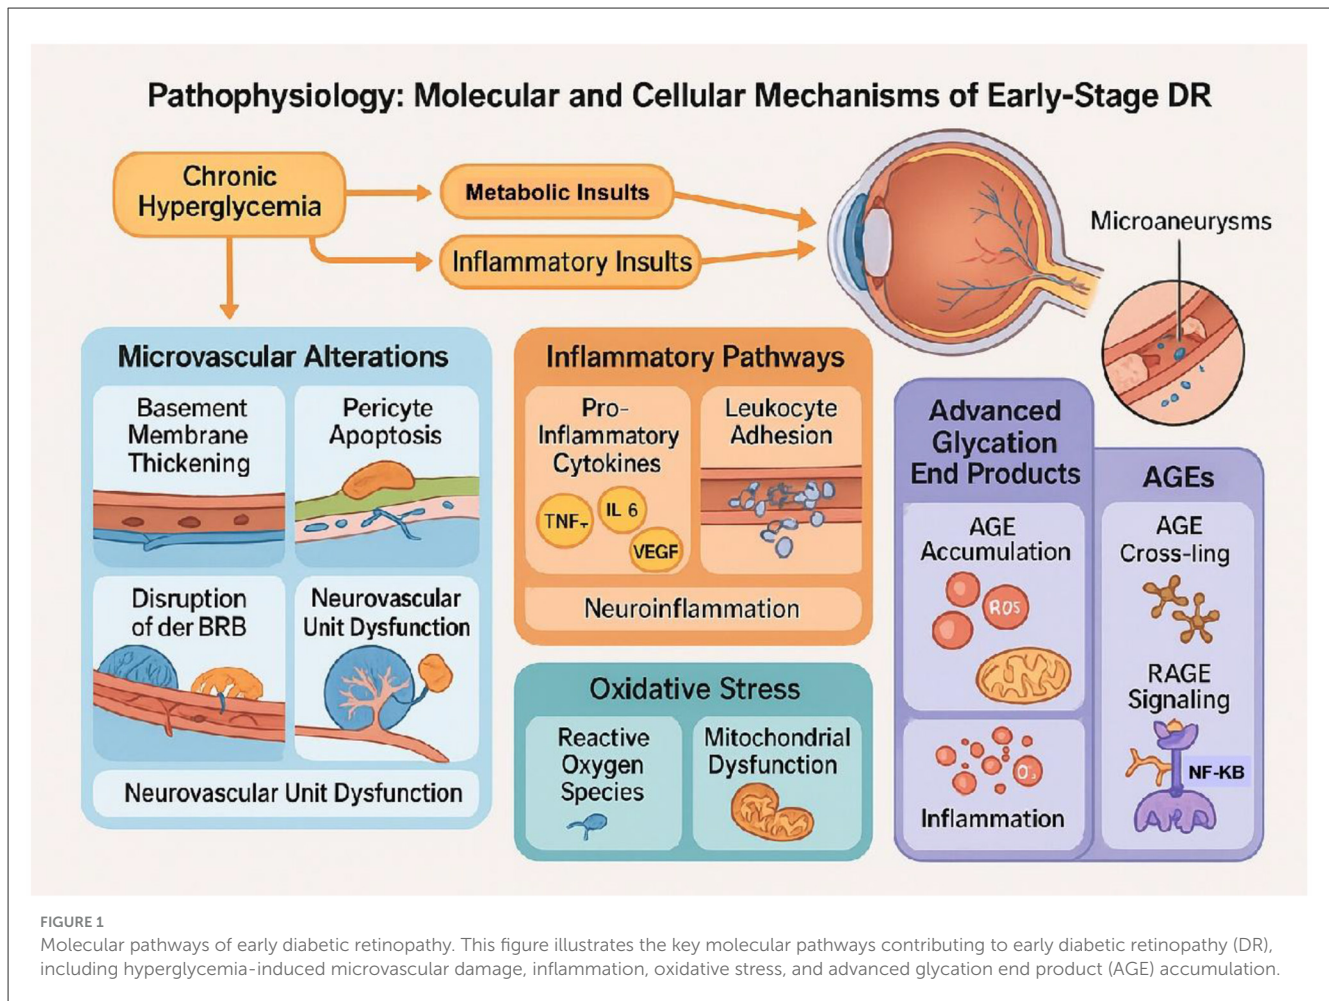 Pathophysiology: Molecular and Cellular Mechanisms of Early-Stage DR
Chronic
Hyperglycemia
Metabolic Insults
Inflammatory Insults
Microaneurysms
Microvascular Alterations
Basement
Membrane
Thickening
Pericyte
Apoptosis
Disruption
of der BRB
Neurovascular
Unit Dysfunction
Neurovascular Unit Dysfunction
Inflammatory Pathways
Pro-
Inflammatory
Cytokines
TNF
IL 6
VEGF
Leukocyte
Adhesion
Neuroinflammation
Oxidative Stress
Reactive
Oxygen
Species
Mitochondrial
Dysfunction
Advanced
Glycation
End Products
AGE
Accumulation
ROS
Inflammation
AGEs
AGE
Cross-ling
RAGE
Signaling
NF-KB
FIGURE 1
Molecular pathways of early diabetic retinopathy. This figure illustrates the key molecular pathways contributing to early diabetic retinopathy (DR),
including hyperglycemia-induced microvascular damage, inflammation, oxidative stress, and advanced glycation end product (AGE) accumulation.